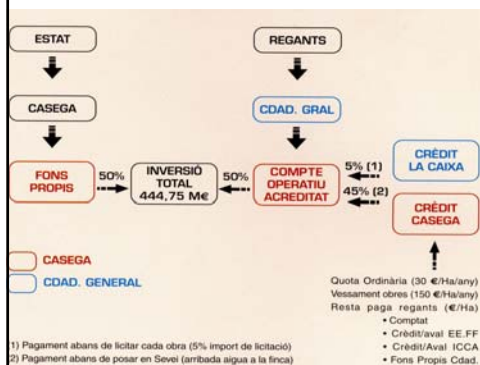 ESTAT
REGANTS
CASEGA
CDAD. GRAL
FONS
PROPIS
50%
INVERSIÓ
TOTAL
444,75 M€
50%
COMPTE
OPERATIU
ACREDITAT
5% (1)
45% (2)
CRÈDIT
LA CAIXA
CRÈDIT
CASEGA
CASEGA
CDAD. GENERAL
Quota Ordinària (30 €/Ha/any)
Vessament obres (150 €/Ha/any)
Resta paga regants (€/Ha)
• Comptat
• Crèdit/aval EE.FF
• Crèdit/Aval ICCA
• Fons Propis Cdad.
(1) Pagament abans de licitar cada obra (5% import de licitació)
(2) Pagament abans de posar en Sevei (arribada aigua a la finca)